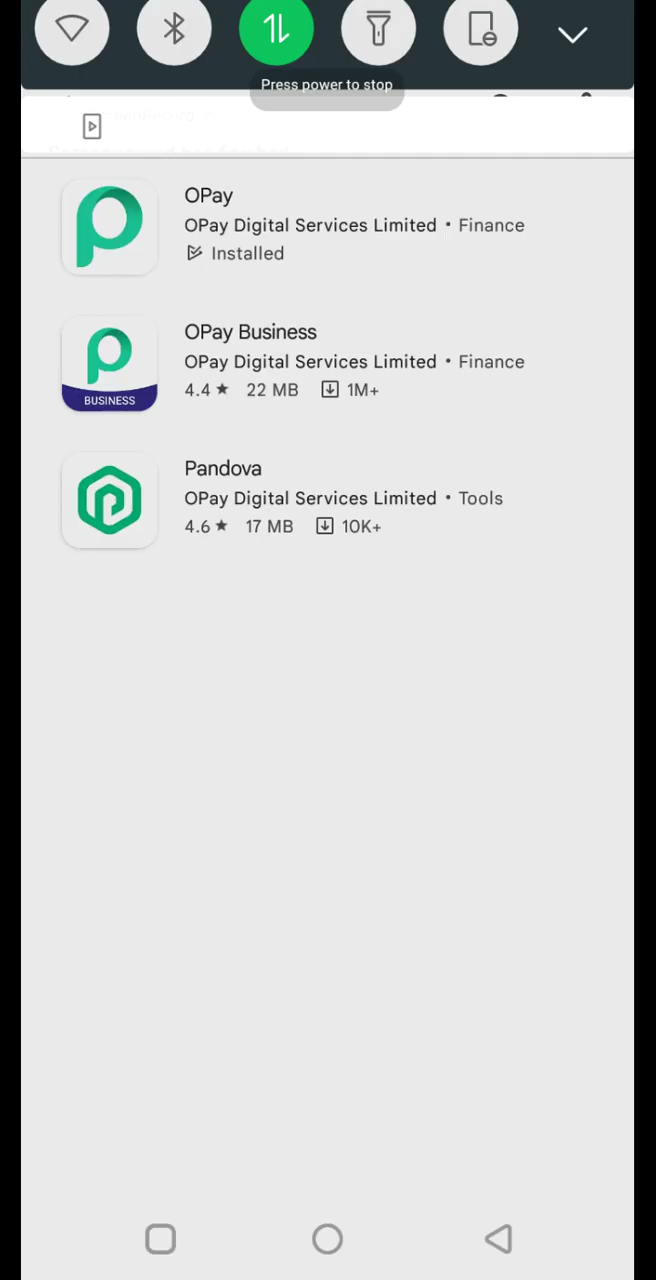 Press power to stop
OPay
OPay Digital Services Limited • Finance
Installed
OPay Business
OPay Digital Services Limited • Finance
4.4 ★ 22 MB 1M+
BUSINESS
Pandova
OPay Digital Services Limited • Tools
4.6 ★ 17 MB 10K+